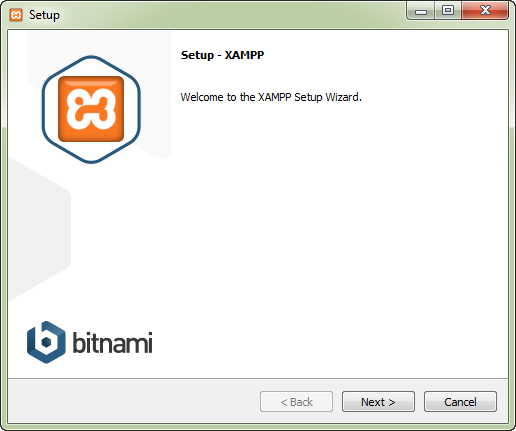 Setup
Setup - XAMPP
Welcome to the XAMPP Setup Wizard.
bitnami
< Back
Next >
Cancel